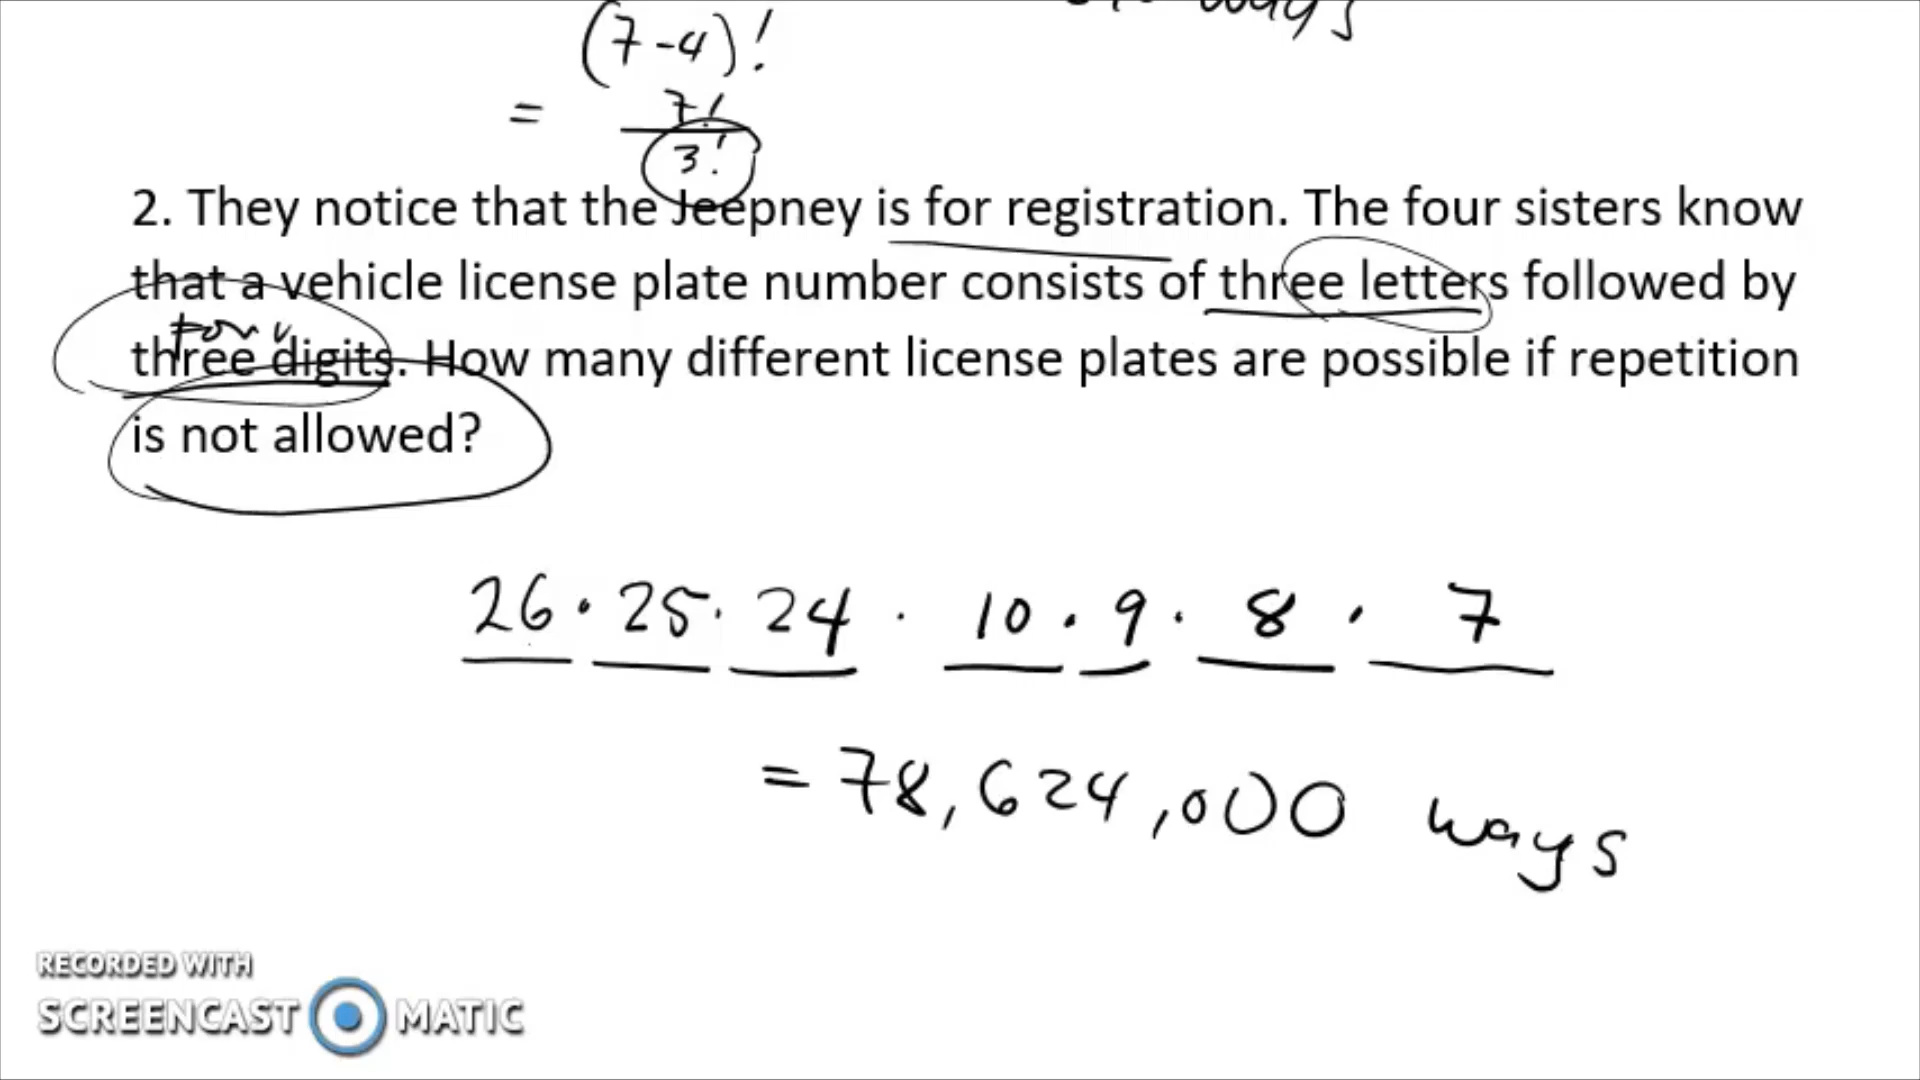 ways
(7-4)!
= 7!
3!
2. They notice that the Jeepney is for registration. The four sisters know
that a vehicle license plate number consists of three letters followed by
four
three digits. How many different license plates are possible if repetition
is not allowed?
26 · 25 · 24 · 10 · 9 · 8 · 7
= 78,624,000 ways
RECORDED WITH
SCREENCAST MATIC